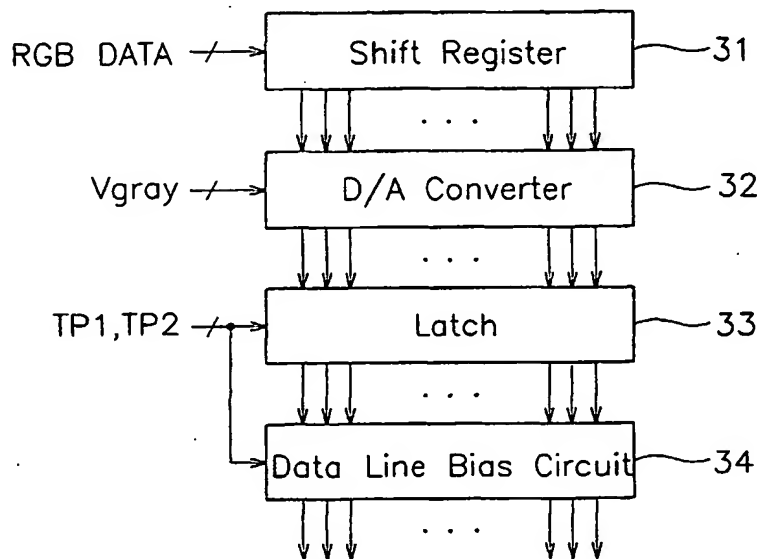 RGB DATA Shift Register 31
. . .
Vgray D/A Converter 32
. . .
TP1,TP2 Latch 33
. . .
Data Line Bias Circuit 34
. . .